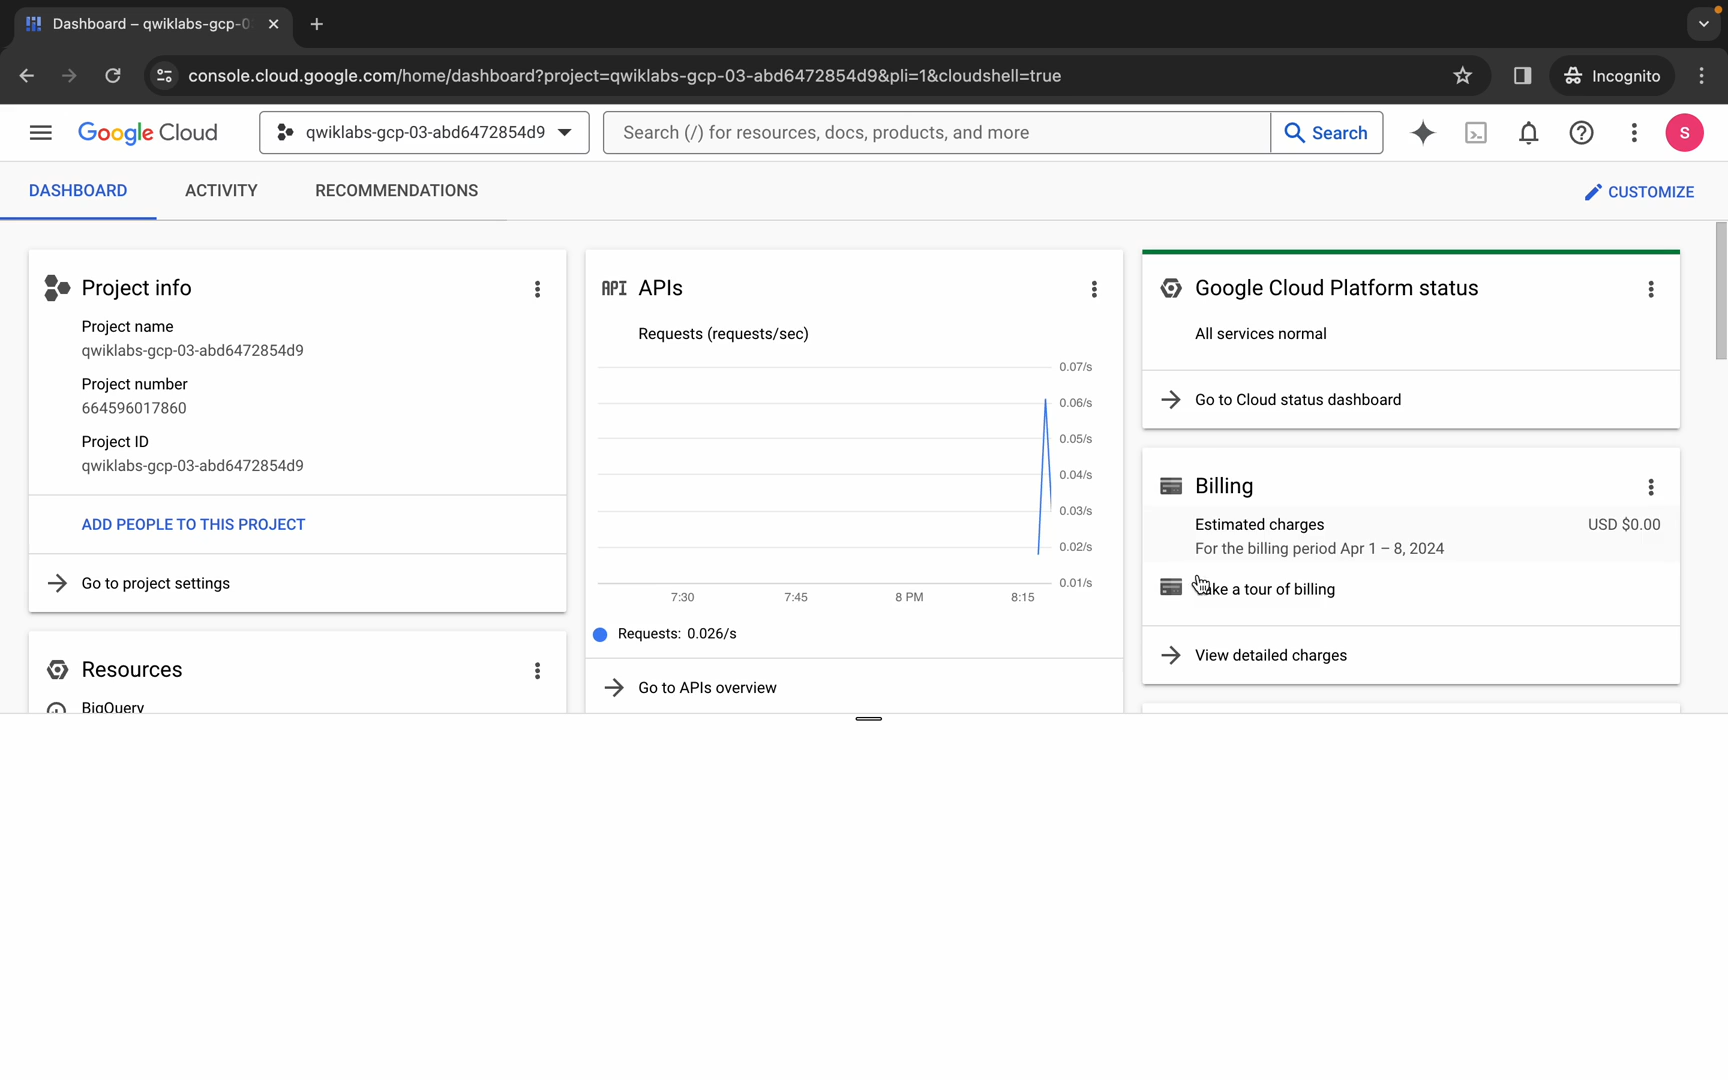 Dashboard – qwiklabs-gcp-0
console.cloud.google.com/home/dashboard?project=qwiklabs-gcp-03-abd6472854d9&pli=1&cloudshell=true
Incognito
Google Cloud
qwiklabs-gcp-03-abd6472854d9
Search (/) for resources, docs, products, and more
Search
S
DASHBOARD
ACTIVITY
RECOMMENDATIONS
CUSTOMIZE
Project info
Project name
qwiklabs-gcp-03-abd6472854d9
Project number
664596017860
Project ID
qwiklabs-gcp-03-abd6472854d9
ADD PEOPLE TO THIS PROJECT
Go to project settings
Resources
BigQuery
API APIs
Requests (requests/sec)
0.07/s
0.06/s
0.05/s
0.04/s
0.03/s
0.02/s
0.01/s
7:30 7:45 8 PM 8:15
Requests: 0.026/s
Go to APIs overview
Google Cloud Platform status
All services normal
Go to Cloud status dashboard
Billing
Estimated charges USD $0.00
For the billing period Apr 1 – 8, 2024
Take a tour of billing
View detailed charges